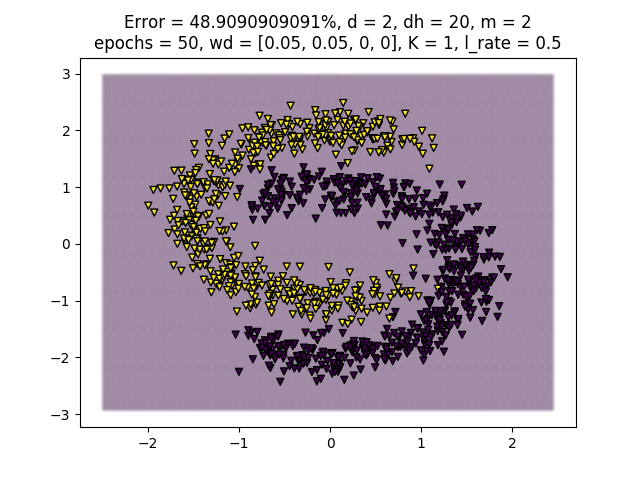 Error = 48.9090909091%, d = 2, dh = 20, m = 2
epochs = 50, wd = [0.05, 0.05, 0, 0], K = 1, l_rate = 0.5
3
2
1
0
−1
−2
−3
−2 −1 0 1 2